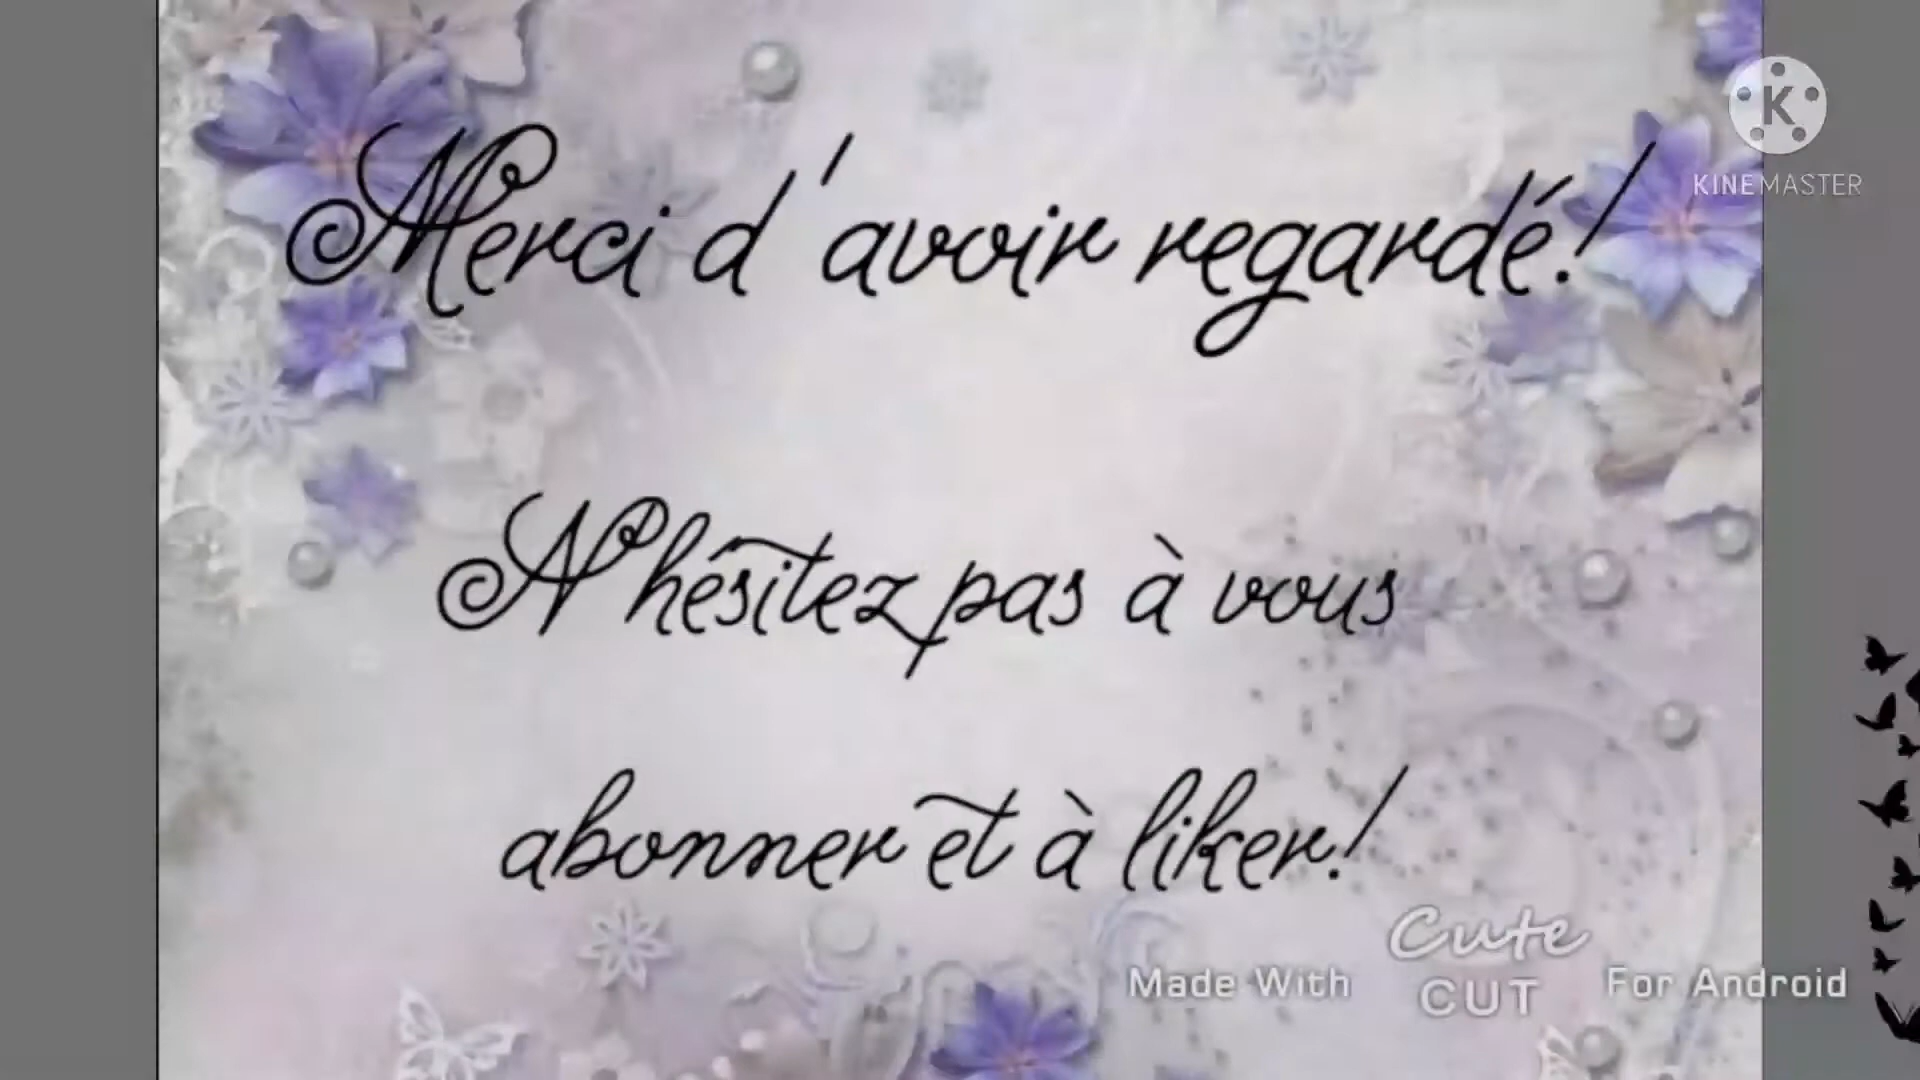 K
KINEMASTER
Merci d'avoir regardé!
N'hésitez pas à vous
abonner et à liker!
Made With Cute CUT For Android